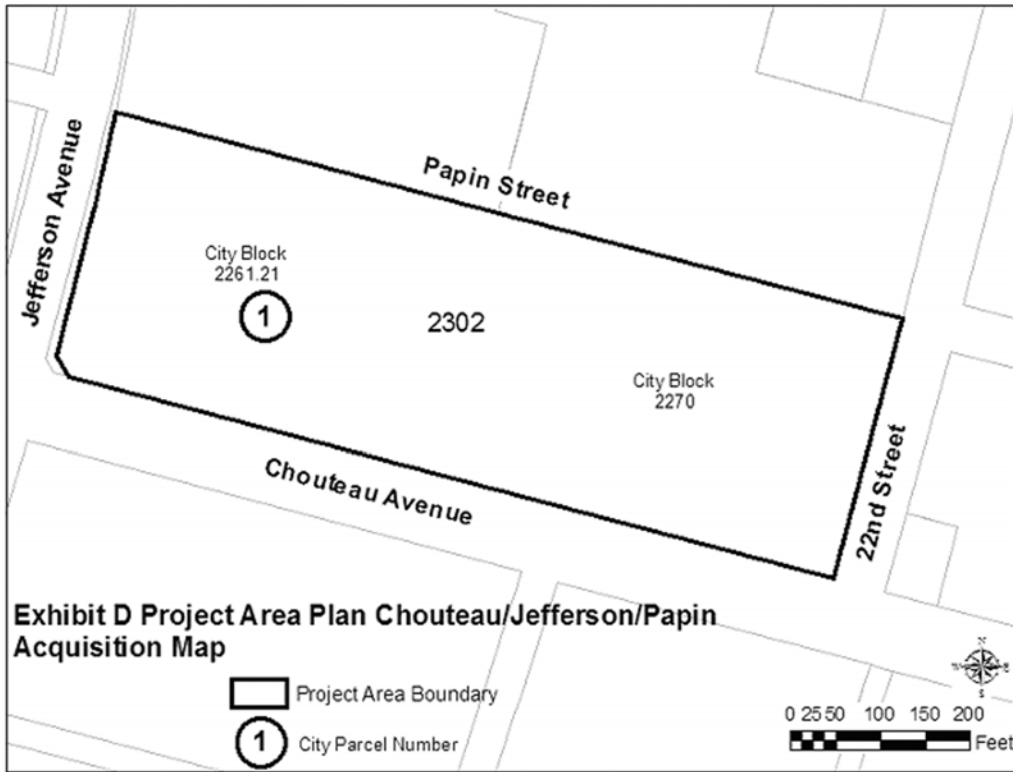 Jefferson Avenue
Papin Street
City Block
2261.21
1
2302
City Block
2270
Chouteau Avenue
22nd Street
Exhibit D Project Area Plan Chouteau/Jefferson/Papin
Acquisition Map
Project Area Boundary
1 City Parcel Number
N
W E
S
0 25 50 100 150 200
Feet